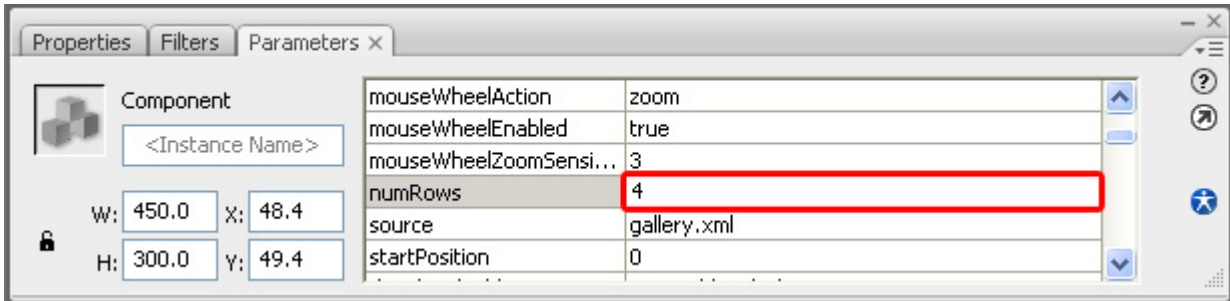 Properties Filters Parameters ×
Component
<Instance Name>
W: 450.0 X: 48.4
H: 300.0 Y: 49.4
mouseWheelAction zoom
mouseWheelEnabled true
mouseWheelZoomSensi... 3
numRows 4
source gallery.xml
startPosition 0